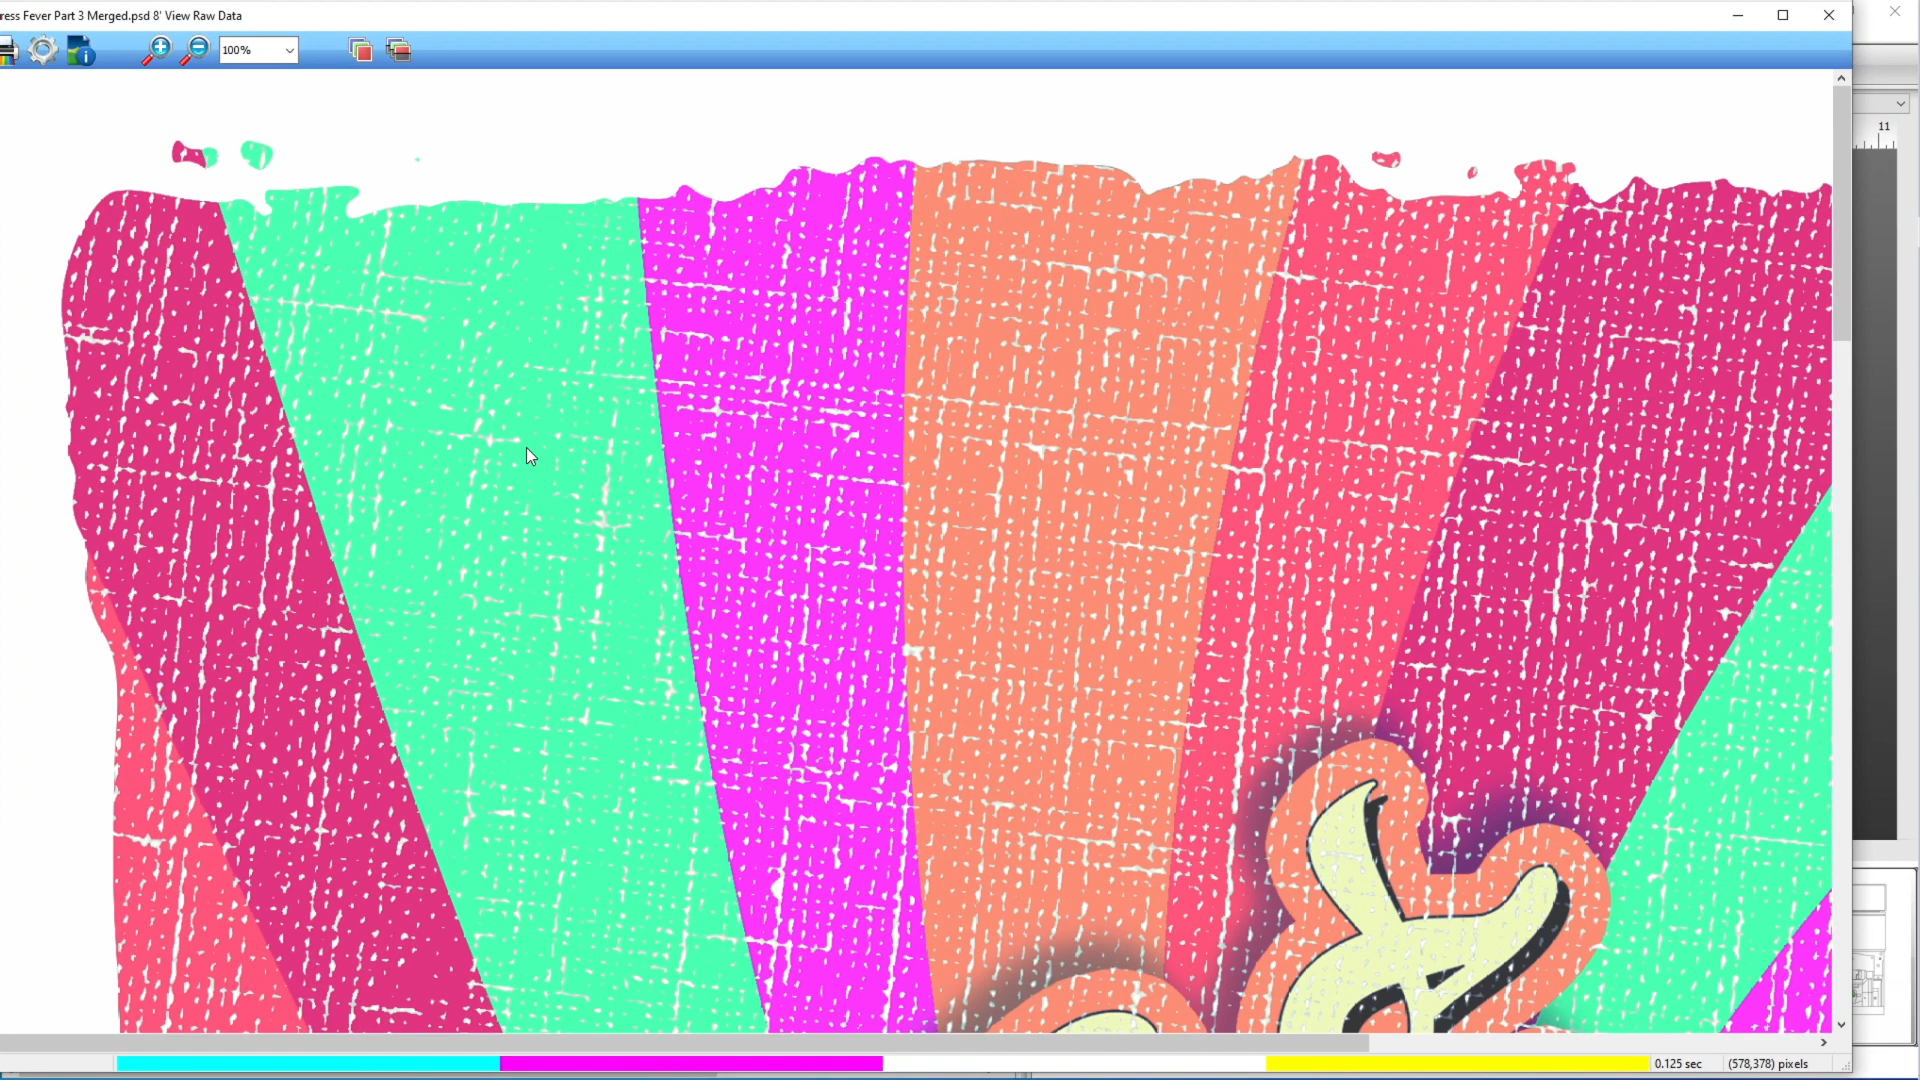 ress Fever Part 3 Merged.psd 8' View Raw Data
100%
11
0.125 sec
(578,378) pixels